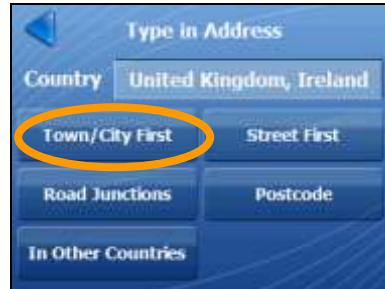 Type in Address
Country United Kingdom, Ireland
Town/City First Street First
Road Junctions Postcode
In Other Countries